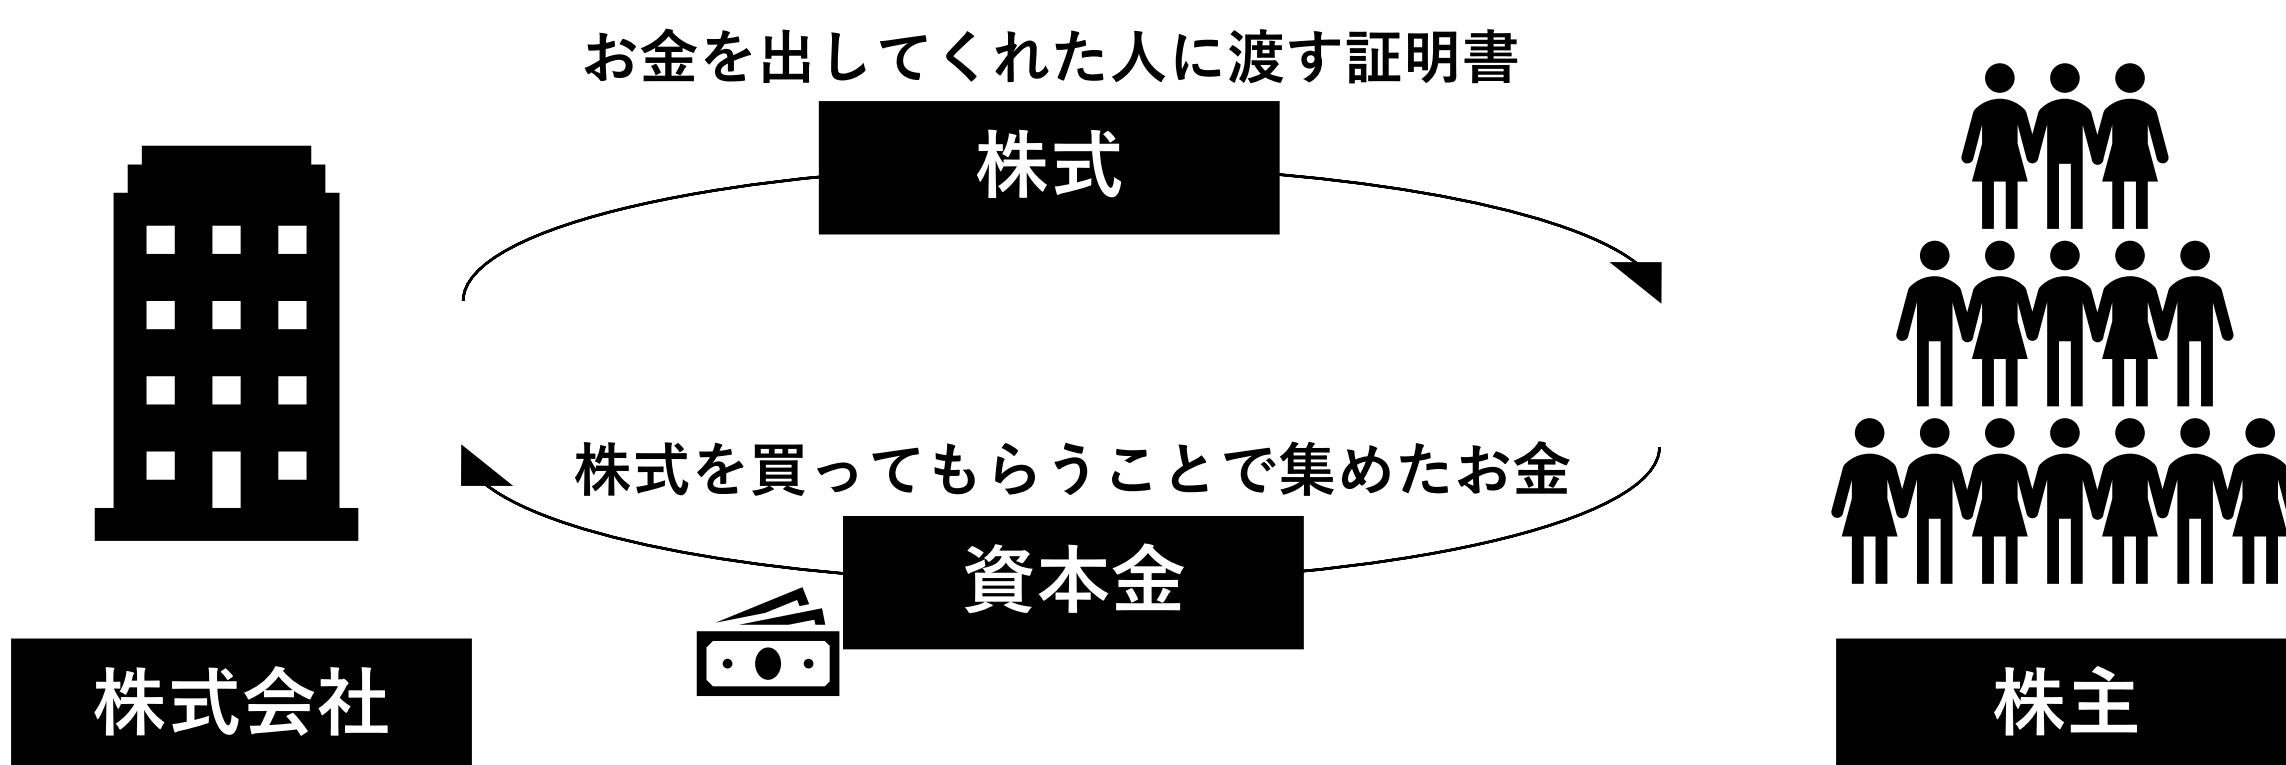 お金を出してくれた人に渡す証明書
株式
株式を買ってもらうことで集めたお金
資本金
株式会社
株主